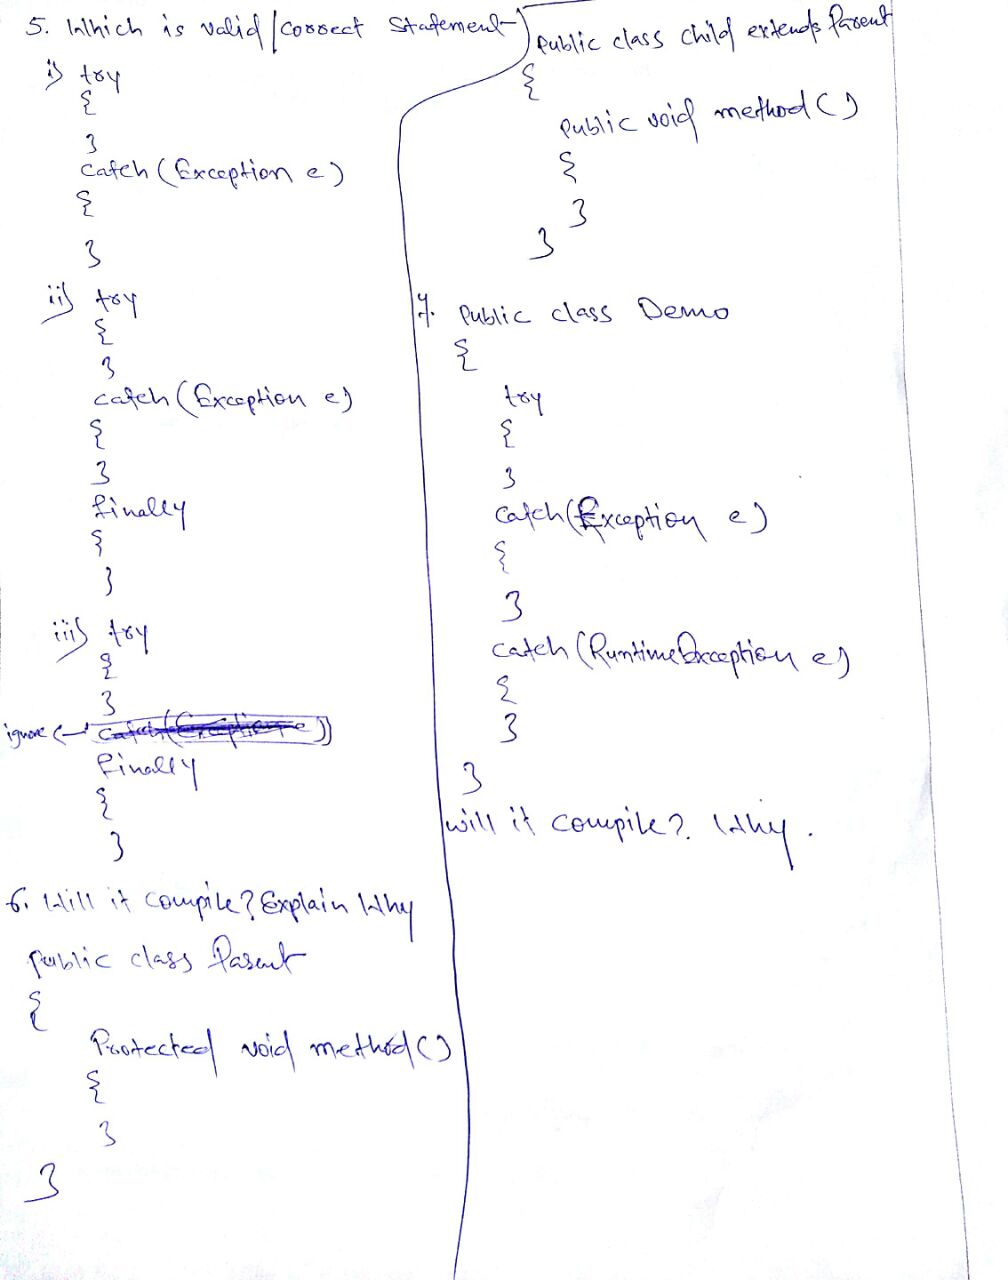 5. Which is valid/correct Statement
i) try
{
}
catch (Exception e)
{
}
ii) try
{
}
catch (Exception e)
{
}
finally
{
}
iii) try
{
}
ignore ← catch(Exception e)
finally
{
}
6. Will it compile? Explain Why
public class Parent
{
Protected void method()
{
}
}
public class child extends Parent
{
public void method()
{
}
}
7. public class Demo
{
try
{
}
catch(Exception e)
{
}
catch (RuntimeException e)
{
}
}
will it compile? Why.